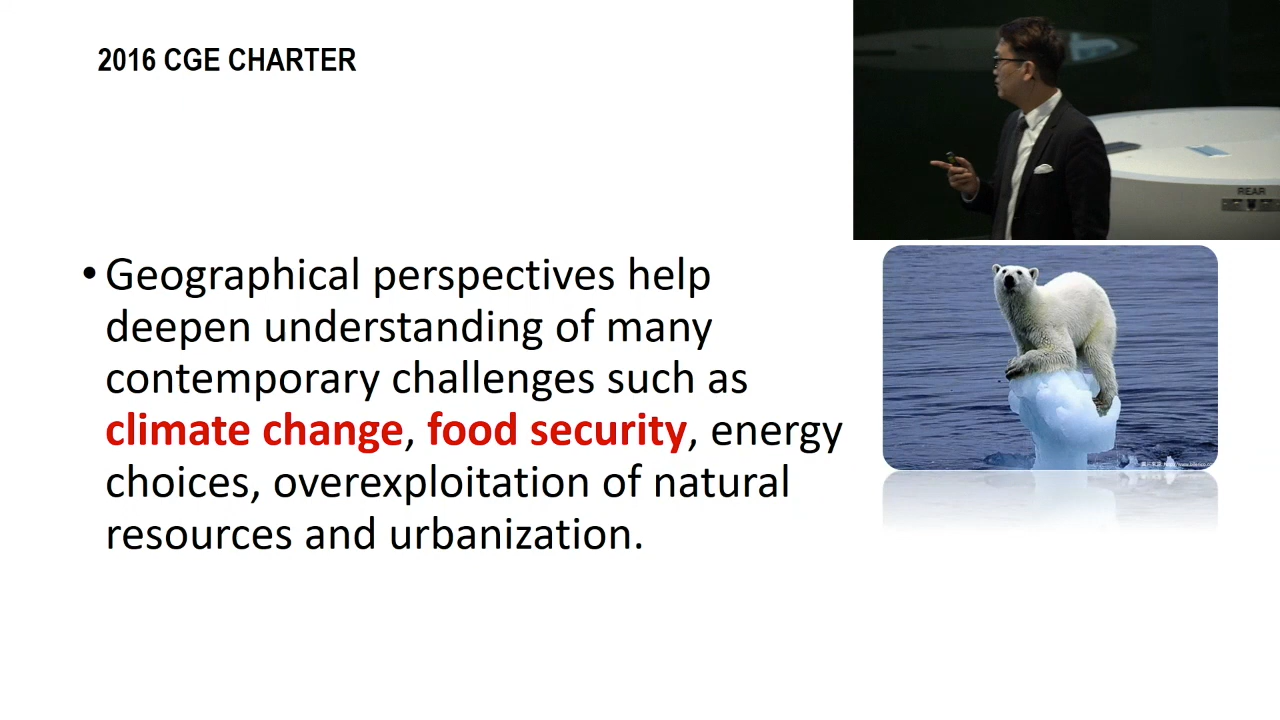 2016 CGE CHARTER
• Geographical perspectives help
deepen understanding of many
contemporary challenges such as
climate change, food security, energy
choices, overexploitation of natural
resources and urbanization.
REAR